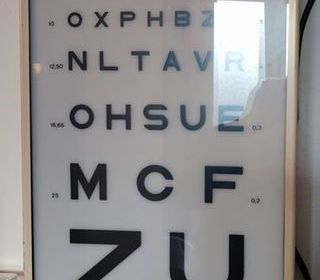 10 O X P H B Z
12,50 N L T A V R
16,66 O H S U E 0,3
25 M C F 0,2
Z U